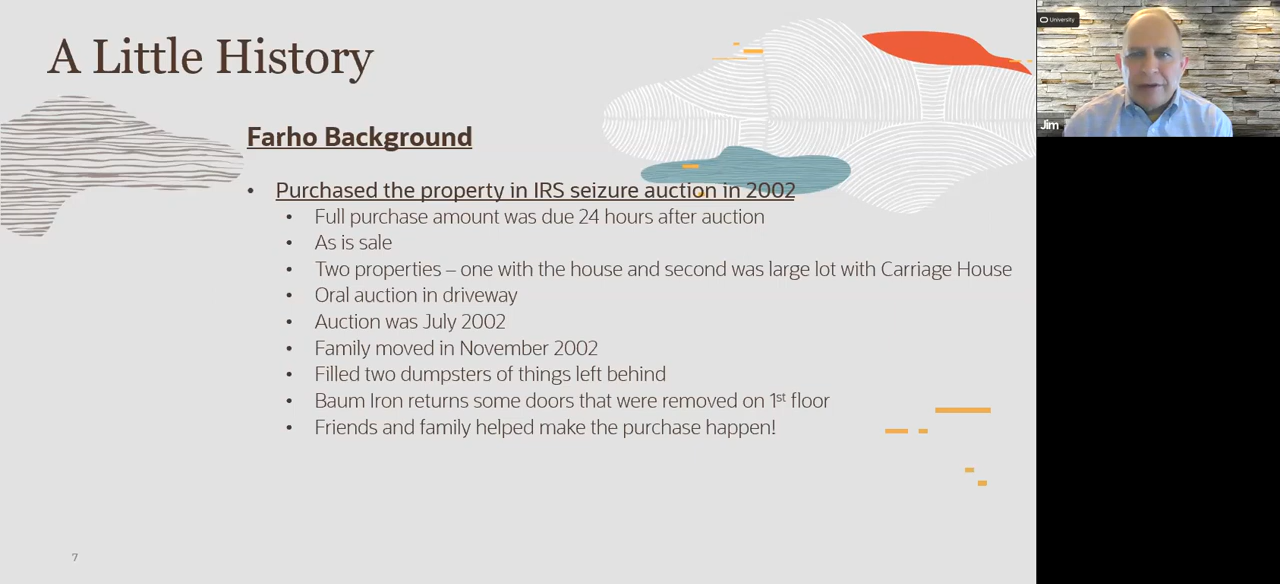 A Little History
Farho Background
• Purchased the property in IRS seizure auction in 2002
• Full purchase amount was due 24 hours after auction
• As is sale
• Two properties – one with the house and second was large lot with Carriage House
• Oral auction in driveway
• Auction was July 2002
• Family moved in November 2002
• Filled two dumpsters of things left behind
• Baum Iron returns some doors that were removed on 1st floor
• Friends and family helped make the purchase happen!
7
University
Jim